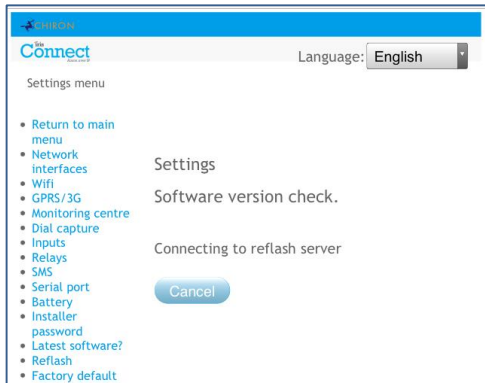 CHIRON
Connect
Language: English
Settings menu
Return to main
menu
Network
interfaces
Wifi
GPRS/3G
Monitoring centre
Dial capture
Inputs
Relays
SMS
Serial port
Battery
Installer
password
Latest software?
Reflash
Factory default
Settings
Software version check.
Connecting to reflash server
Cancel